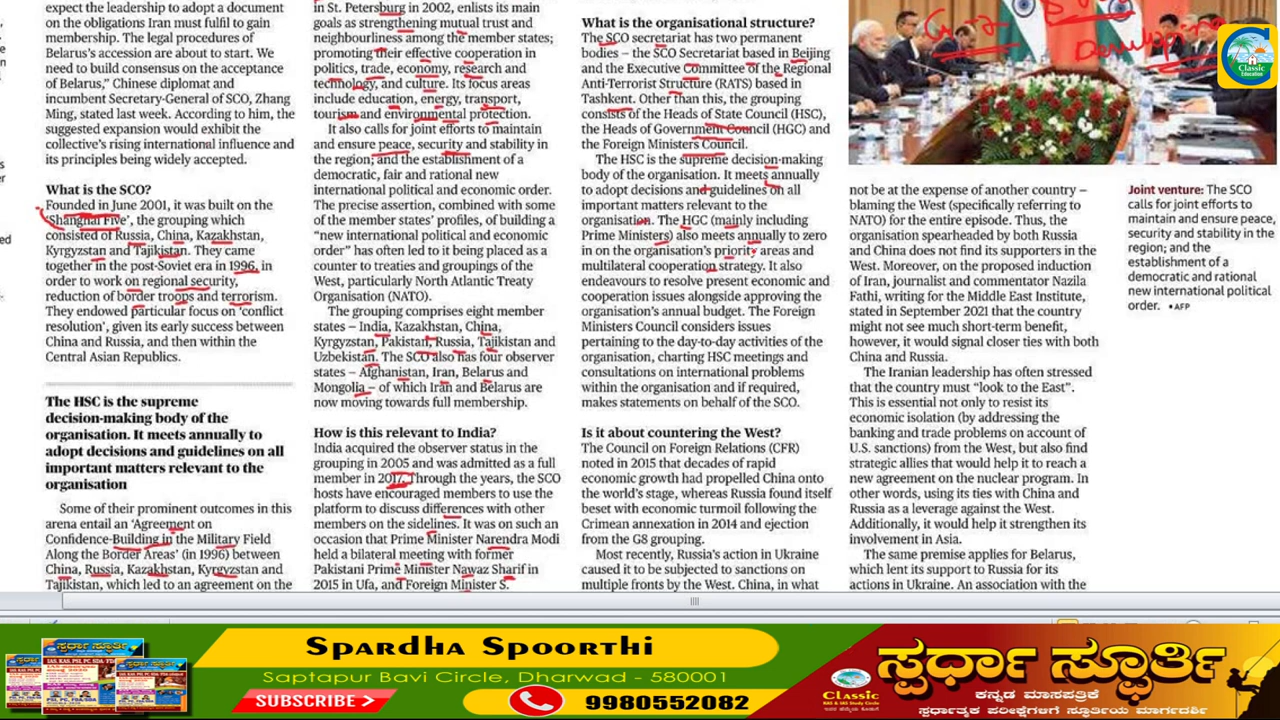 expect the leadership to adopt a document
on the obligations Iran must fulfil to gain
membership. The legal procedures of
Belarus's accession are about to start. We
need to build consensus on the acceptance
of Belarus," Chinese diplomat and
incumbent Secretary-General of SCO, Zhang
Ming, stated last week. According to him, the
suggested expansion would exhibit the
collective's rising international influence and
its principles being widely accepted.
What is the SCO?
Founded in June 2001, it was built on the
'Shanghai Five', the grouping which
consisted of Russia, China, Kazakhstan,
Kyrgyzstan and Tajikistan. They came
together in the post-Soviet era in 1996, in
order to work on regional security,
reduction of border troops and terrorism.
They endowed particular focus on 'conflict
resolution', given its early success between
China and Russia, and then within the
Central Asian Republics.
The HSC is the supreme
decision-making body of the
organisation. It meets annually to
adopt decisions and guidelines on all
important matters relevant to the
organisation
Some of their prominent outcomes in this
arena entail an 'Agreement on
Confidence-Building in the Military Field
Along the Border Areas' (in 1996) between
China, Russia, Kazakhstan, Kyrgyzstan and
Tajikistan, which led to an agreement on the
in St. Petersburg in 2002, enlists its main
goals as strengthening mutual trust and
neighbourliness among the member states;
promoting their effective cooperation in
politics, trade, economy, research and
technology, and culture. Its focus areas
include education, energy, transport,
tourism and environmental protection.
It also calls for joint efforts to maintain
and ensure peace, security and stability in
the region; and the establishment of a
democratic, fair and rational new
international political and economic order.
The precise assertion, combined with some
of the member states' profiles, of building a
"new international political and economic
order" has often led to it being placed as a
counter to treaties and groupings of the
West, particularly North Atlantic Treaty
Organisation (NATO).
The grouping comprises eight member
states – India, Kazakhstan, China,
Kyrgyzstan, Pakistan, Russia, Tajikistan and
Uzbekistan. The SCO also has four observer
states – Afghanistan, Iran, Belarus and
Mongolia – of which Iran and Belarus are
now moving towards full membership.
How is this relevant to India?
India acquired the observer status in the
grouping in 2005 and was admitted as a full
member in 2017. Through the years, the SCO
hosts have encouraged members to use the
platform to discuss differences with other
members on the sidelines. It was on such an
occasion that Prime Minister Narendra Modi
held a bilateral meeting with former
Pakistani Prime Minister Nawaz Sharif in
2015 in Ufa, and Foreign Minister S.
What is the organisational structure?
The SCO secretariat has two permanent
bodies – the SCO Secretariat based in Beijing
and the Executive Committee of the Regional
Anti-Terrorist Structure (RATS) based in
Tashkent. Other than this, the grouping
consists of the Heads of State Council (HSC),
the Heads of Government Council (HGC) and
the Foreign Ministers Council.
The HSC is the supreme decision-making
body of the organisation. It meets annually
to adopt decisions and guidelines on all
important matters relevant to the
organisation. The HGC (mainly including
Prime Ministers) also meets annually to zero
in on the organisation's priority areas and
multilateral cooperation strategy. It also
endeavours to resolve present economic and
cooperation issues alongside approving the
organisation's annual budget. The Foreign
Ministers Council considers issues
pertaining to the day-to-day activities of the
organisation, charting HSC meetings and
consultations on international problems
within the organisation and if required,
makes statements on behalf of the SCO.
Is it about countering the West?
The Council on Foreign Relations (CFR)
noted in 2015 that decades of rapid
economic growth had propelled China onto
the world's stage, whereas Russia found itself
beset with economic turmoil following the
Crimean annexation in 2014 and ejection
from the G8 grouping.
Most recently, Russia's action in Ukraine
caused it to be subjected to sanctions on
multiple fronts by the West. China, in what
not be at the expense of another country –
blaming the West (specifically referring to
NATO) for the entire episode. Thus, the
organisation spearheaded by both Russia
and China does not find its supporters in the
West. Moreover, on the proposed induction
of Iran, journalist and commentator Nazila
Fathi, writing for the Middle East Institute,
stated in September 2021 that the country
might not see much short-term benefit,
however, it would signal closer ties with both
China and Russia.
The Iranian leadership has often stressed
that the country must "look to the East".
This is essential not only to resist its
economic isolation (by addressing the
banking and trade problems on account of
U.S. sanctions) from the West, but also find
strategic allies that would help it to reach a
new agreement on the nuclear program. In
other words, using its ties with China and
Russia as a leverage against the West.
Additionally, it would help it strengthen its
involvement in Asia.
The same premise applies for Belarus,
which lent its support to Russia for its
actions in Ukraine. An association with the
Joint venture: The SCO
calls for joint efforts to
maintain and ensure peace,
security and stability in the
region; and the
establishment of a
democratic and rational
new international political
order. • AFP
Classic
Education
Spardha Spoorthi
Saptapur Bavi Circle, Dharwad - 580001
SUBSCRIBE
9980552082
Classic
KAS & IAS Study Circle
ಸ್ಪರ್ಧಾ ಸ್ಫೂರ್ತಿ
ಕನ್ನಡ ಮಾಸಪತ್ರಿಕೆ
ಸ್ಪರ್ಧಾತ್ಮಕ ಪರೀಕ್ಷೆಗಳಿಗೆ ಸ್ಫೂರ್ತಿಯ ಮಾರ್ಗದರ್ಶಿ